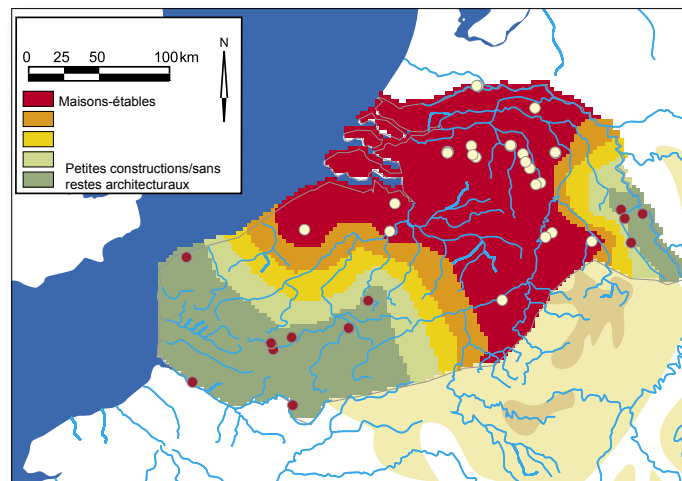 0 25 50 100 km
N
Maisons-étables
Petites constructions/sans
restes architecturaux